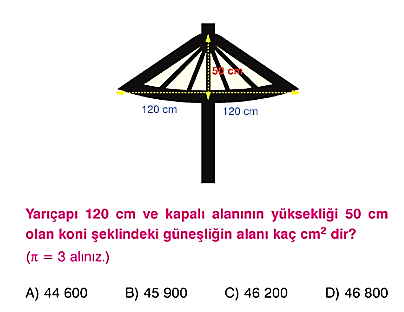 50 cm
120 cm 120 cm
Yarıçapı 120 cm ve kapalı alanının yüksekliği 50 cm
olan koni şeklindeki güneşliğin alanı kaç cm² dir?
(π = 3 alınız.)
A) 44 600 B) 45 900 C) 46 200 D) 46 800